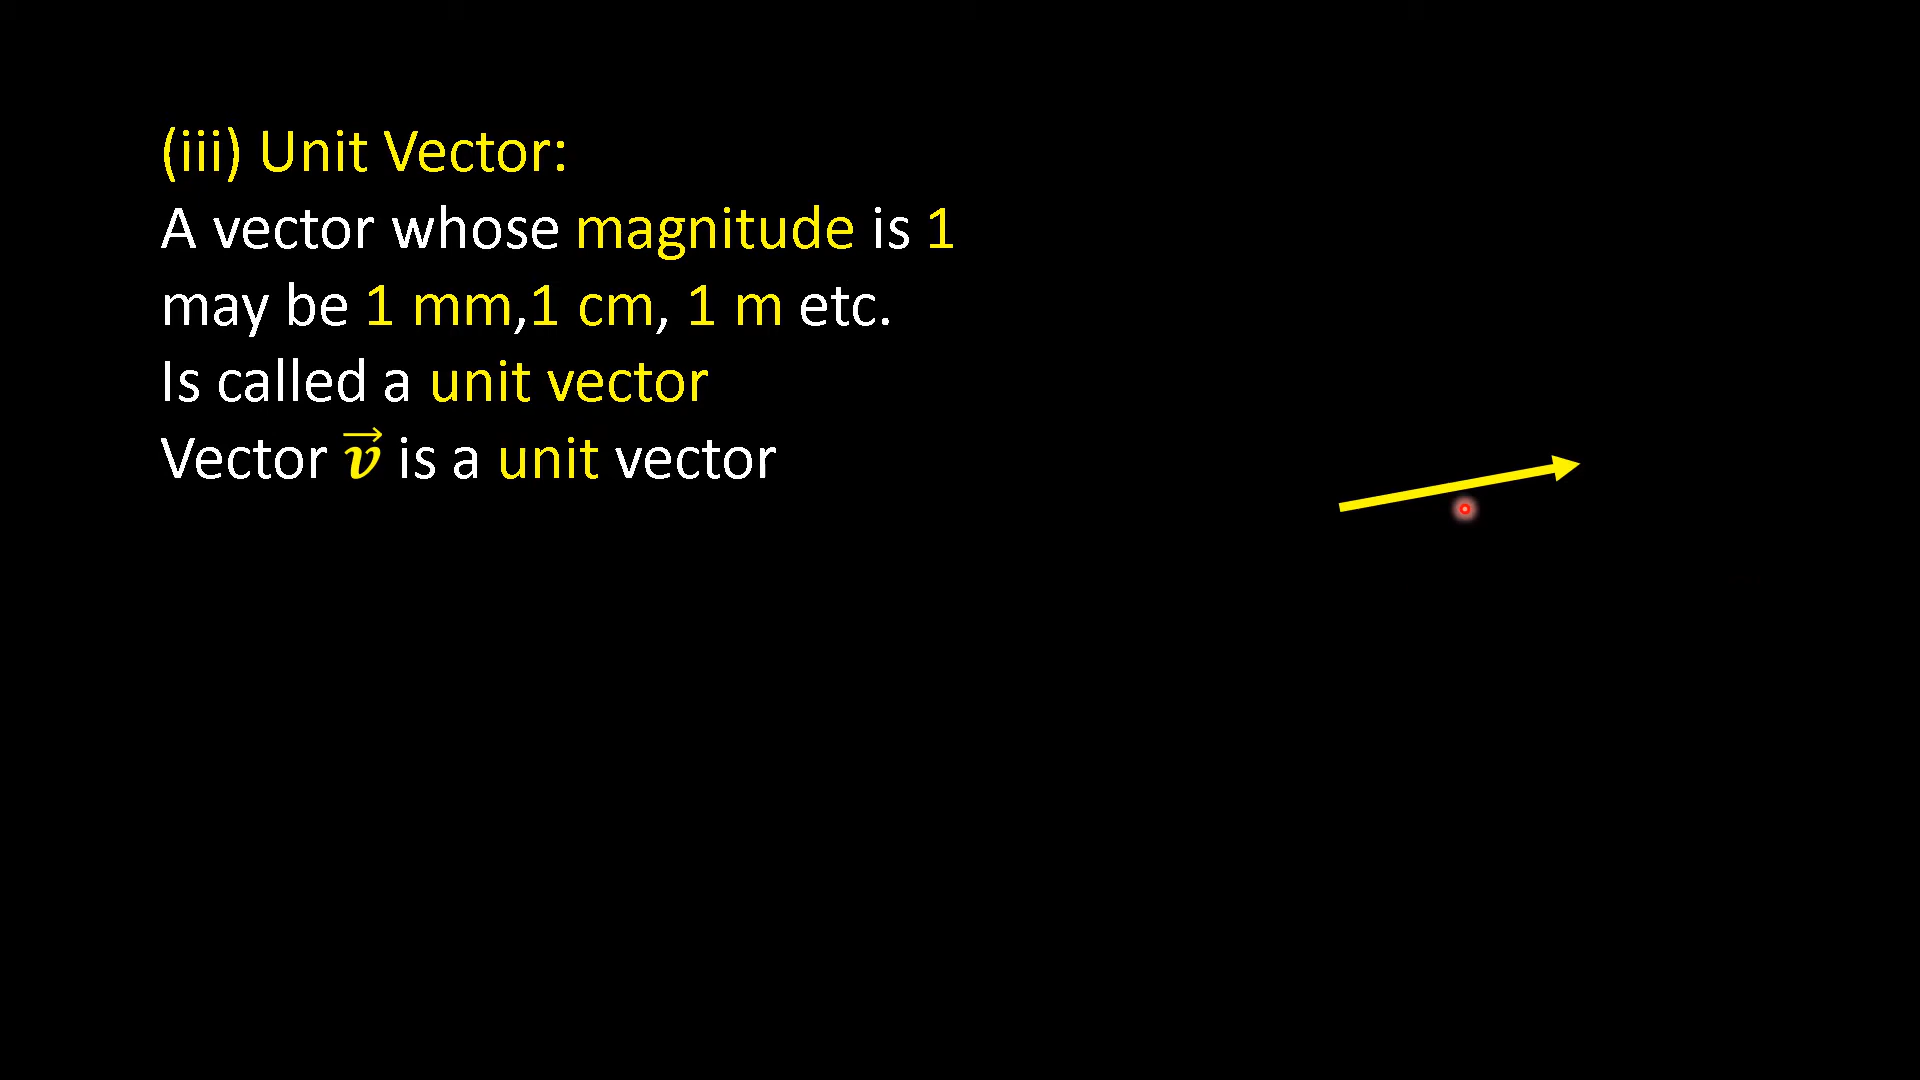 (iii) Unit Vector:
A vector whose magnitude is 1
may be 1 mm,1 cm, 1 m etc.
Is called a unit vector
Vector v⃗ is a unit vector